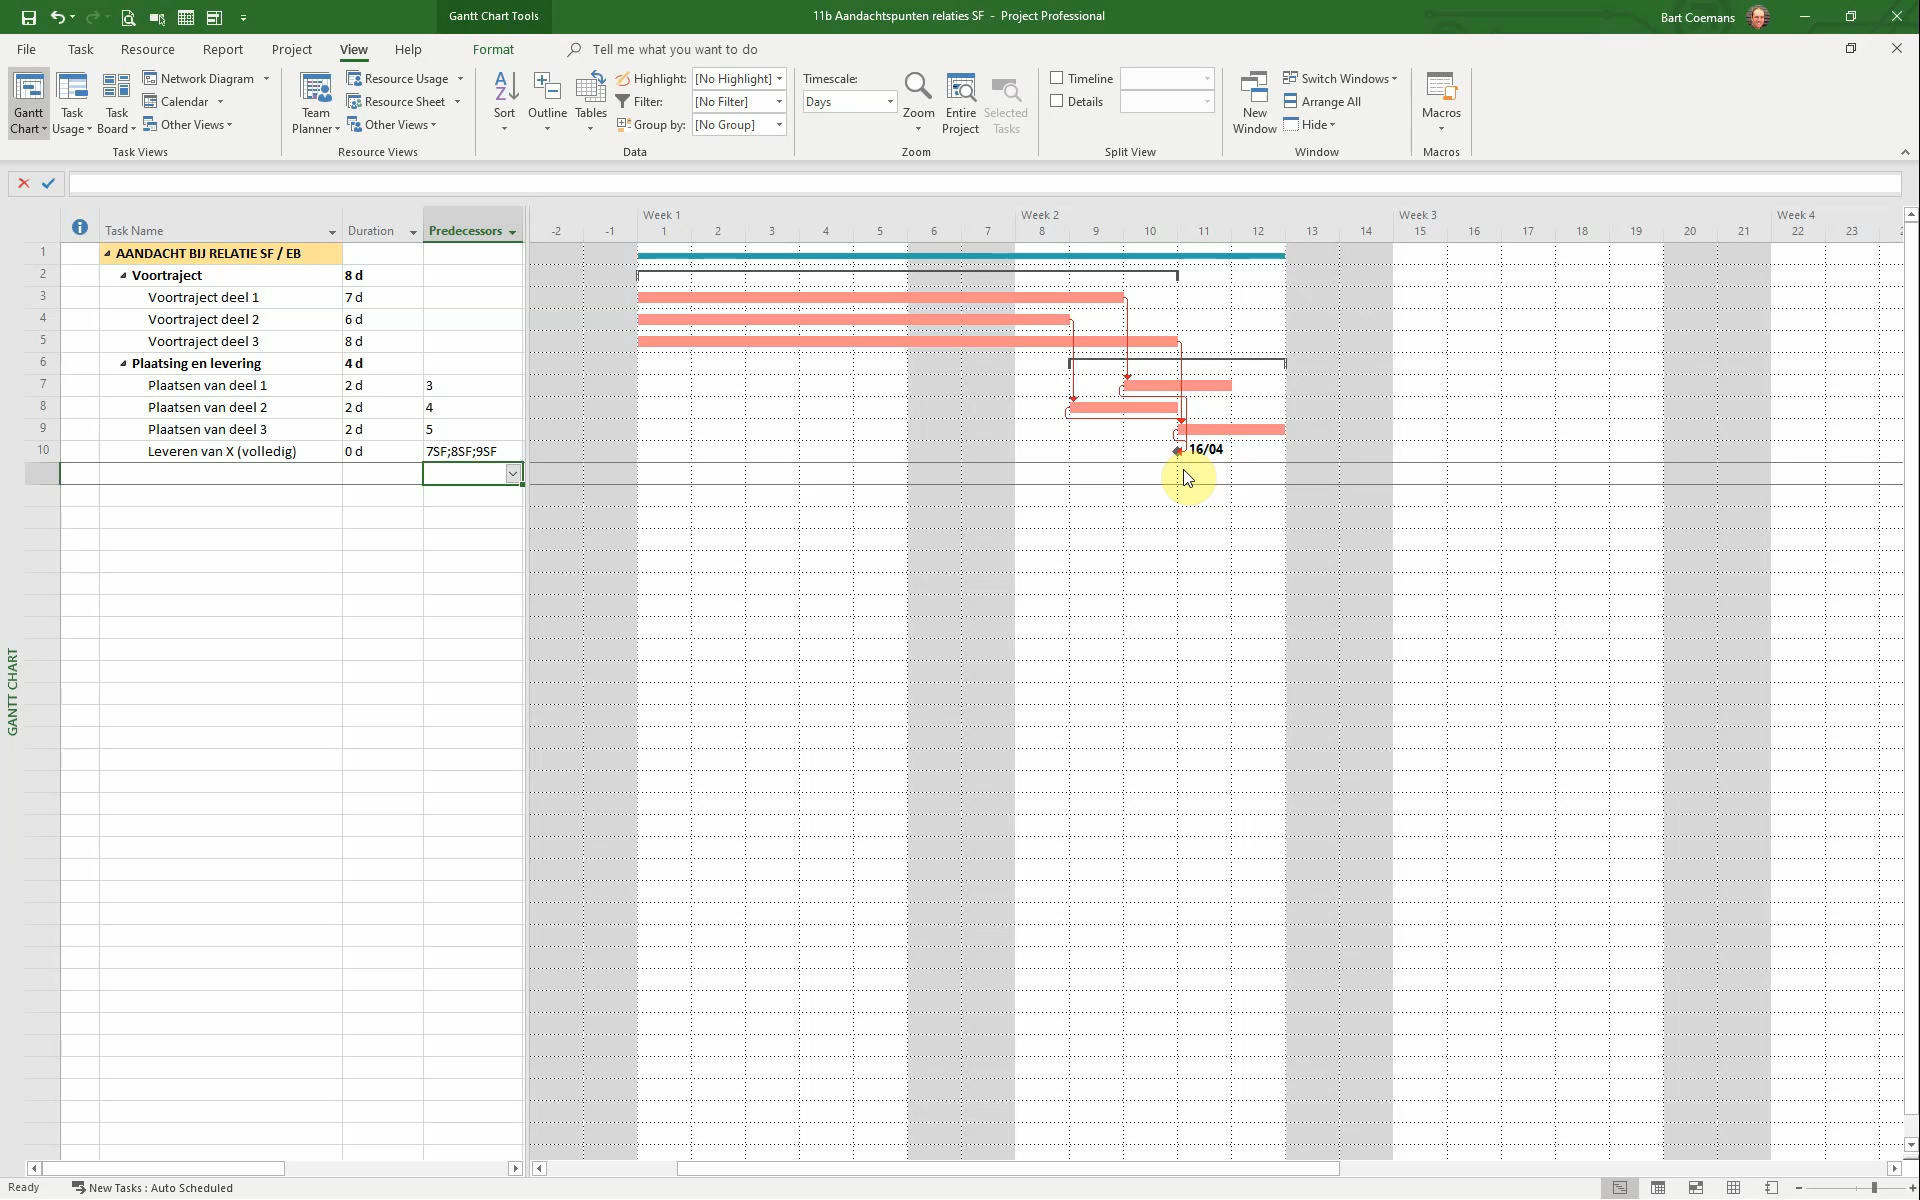 Gantt Chart Tools
11b Aandachtspunten relaties SF - Project Professional
Bart Coemans
File Task Resource Report Project View Help Format Tell me what you want to do
Gantt Chart
Task Usage
Task Board
Network Diagram
Calendar
Other Views
Task Views
Team Planner
Resource Usage
Resource Sheet
Other Views
Resource Views
Sort
Outline
Tables
Highlight: [No Highlight]
Filter: [No Filter]
Group by: [No Group]
Data
Timescale:
Days
Zoom
Entire Project
Selected Tasks
Zoom
Timeline
Details
Split View
New Window
Switch Windows
Arrange All
Hide
Window
Macros
Macros
Week 1 Week 2 Week 3 Week 4
Task Name Duration Predecessors -2 -1 1 2 3 4 5 6 7 8 9 10 11 12 13 14 15 16 17 18 19 20 21 22 23
1 AANDACHT BIJ RELATIE SF / EB
2 Voortraject 8 d
3 Voortraject deel 1 7 d
4 Voortraject deel 2 6 d
5 Voortraject deel 3 8 d
6 Plaatsing en levering 4 d
7 Plaatsen van deel 1 2 d 3
8 Plaatsen van deel 2 2 d 4
9 Plaatsen van deel 3 2 d 5
10 Leveren van X (volledig) 0 d 7SF;8SF;9SF 16/04
GANTT CHART
Ready New Tasks : Auto Scheduled